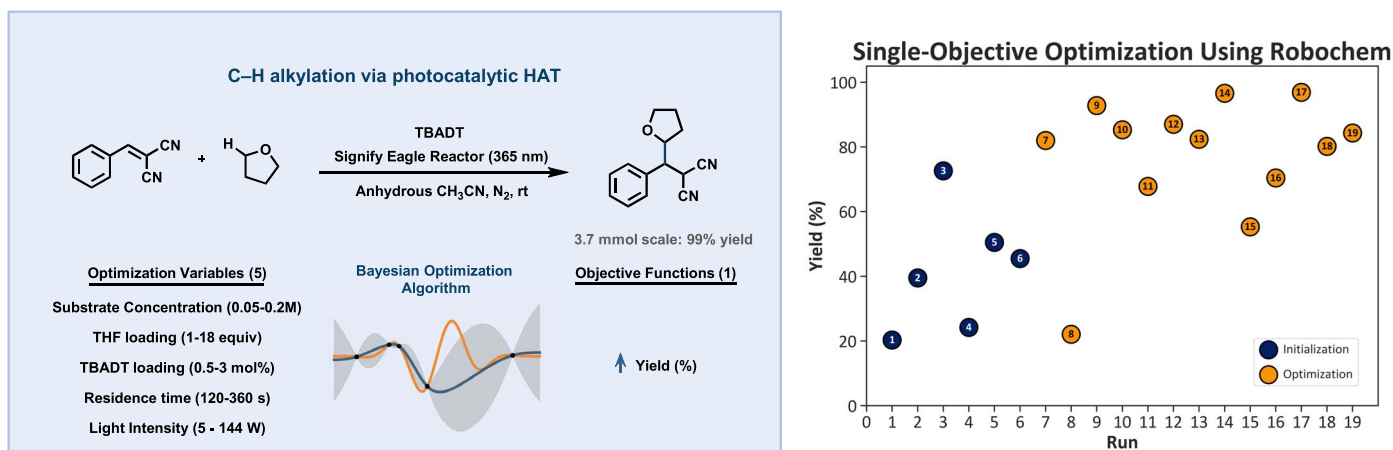 C–H alkylation via photocatalytic HAT
CN
CN
+
H
O
TBADT
Signify Eagle Reactor (365 nm)
Anhydrous CH₃CN, N₂, rt
O
CN
CN
3.7 mmol scale: 99% yield
Optimization Variables (5)
Substrate Concentration (0.05-0.2M)
THF loading (1-18 equiv)
TBADT loading (0.5-3 mol%)
Residence time (120-360 s)
Light Intensity (5 - 144 W)
Bayesian Optimization
Algorithm
Objective Functions (1)
Yield (%)
Single-Objective Optimization Using Robochem
Yield (%)
100
80
60
40
20
0
1
2
3
4
5
6
7
8
9
10
11
12
13
14
15
16
17
18
19
Initialization
Optimization
0 1 2 3 4 5 6 7 8 9 10 11 12 13 14 15 16 17 18 19
Run